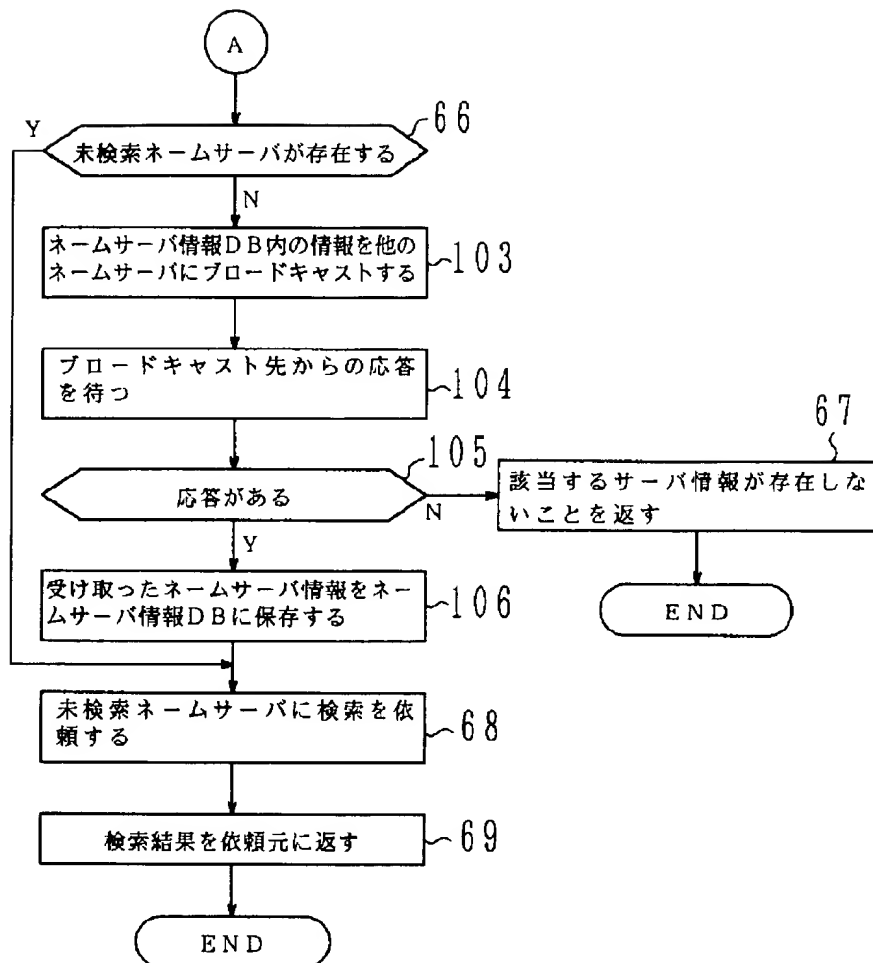 A
66
Y
未検索ネームサーバが存在する
N
ネームサーバ情報DB内の情報を他の
ネームサーバにブロードキャストする
103
ブロードキャスト先からの応答
を待つ
104
105
応答がある
N
Y
67
該当するサーバ情報が存在しな
いことを返す
END
受け取ったネームサーバ情報をネー
ムサーバ情報DBに保存する
106
未検索ネームサーバに検索を依
頼する
68
検索結果を依頼元に返す
69
END